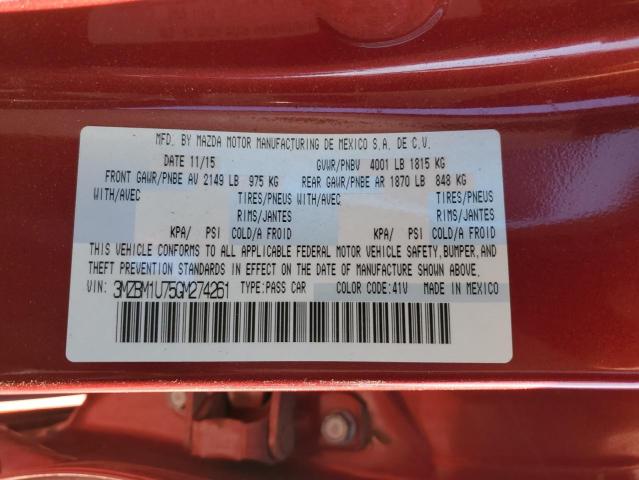 MFD. BY MAZDA MOTOR MANUFACTURING DE MEXICO S.A. DE C.V.
DATE 11/15 GVWR/PNBV 4001 LB 1815 KG
FRONT GAWR/PNBE AV 2149 LB 975 KG REAR GAWR/PNBE AR 1870 LB 848 KG
WITH/AVEC TIRES/PNEUS WITH/AVEC TIRES/PNEUS
RIMS/JANTES RIMS/JANTES
KPA/ PSI COLD/A FROID KPA/ PSI COLD/A FROID
THIS VEHICLE CONFORMS TO ALL APPLICABLE FEDERAL MOTOR VEHICLE SAFETY, BUMPER, AND
THEFT PREVENTION STANDARDS IN EFFECT ON THE DATE OF MANUFACTURE SHOWN ABOVE.
VIN: 3MZBM1U75GM274261 TYPE:PASS CAR COLOR CODE:41V MADE IN MEXICO